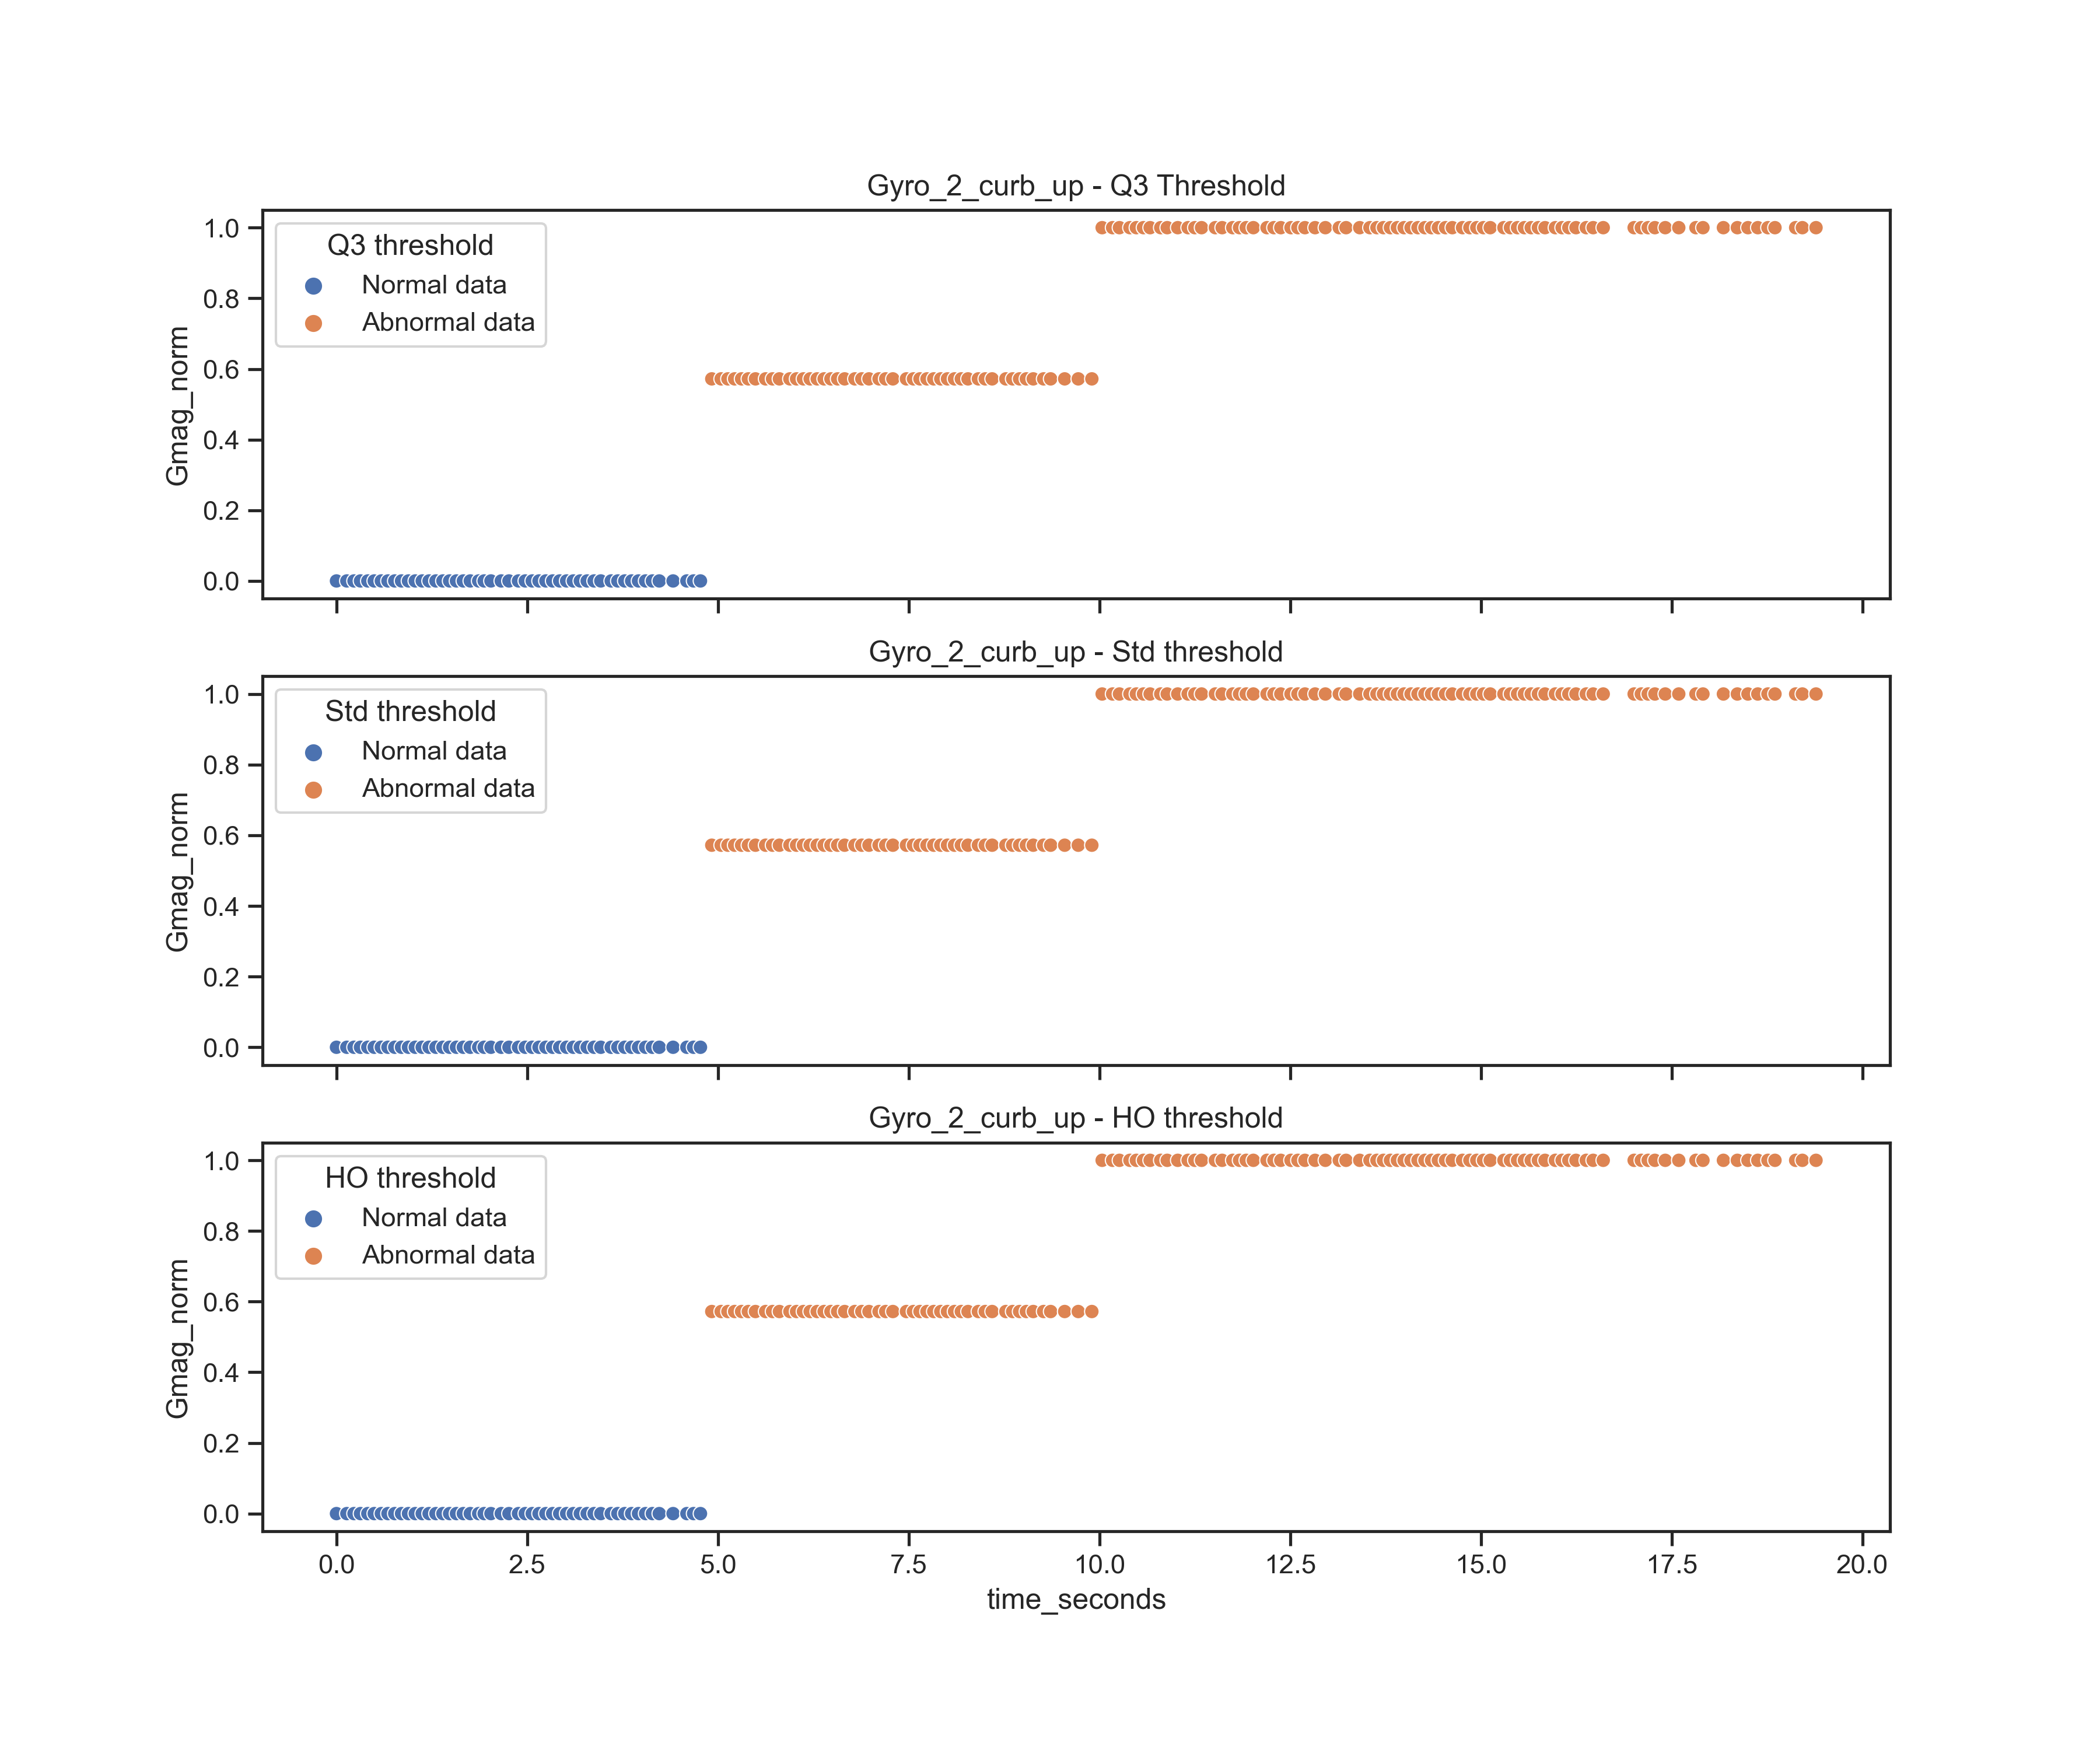 Gyro_2_curb_up - Q3 Threshold
1.0
0.8
0.6
0.4
0.2
0.0
Gmag_norm
Q3 threshold
Normal data
Abnormal data
Gyro_2_curb_up - Std threshold
1.0
0.8
0.6
0.4
0.2
0.0
Gmag_norm
Std threshold
Normal data
Abnormal data
Gyro_2_curb_up - HO threshold
1.0
0.8
0.6
0.4
0.2
0.0
Gmag_norm
HO threshold
Normal data
Abnormal data
0.0 2.5 5.0 7.5 10.0 12.5 15.0 17.5 20.0
time_seconds